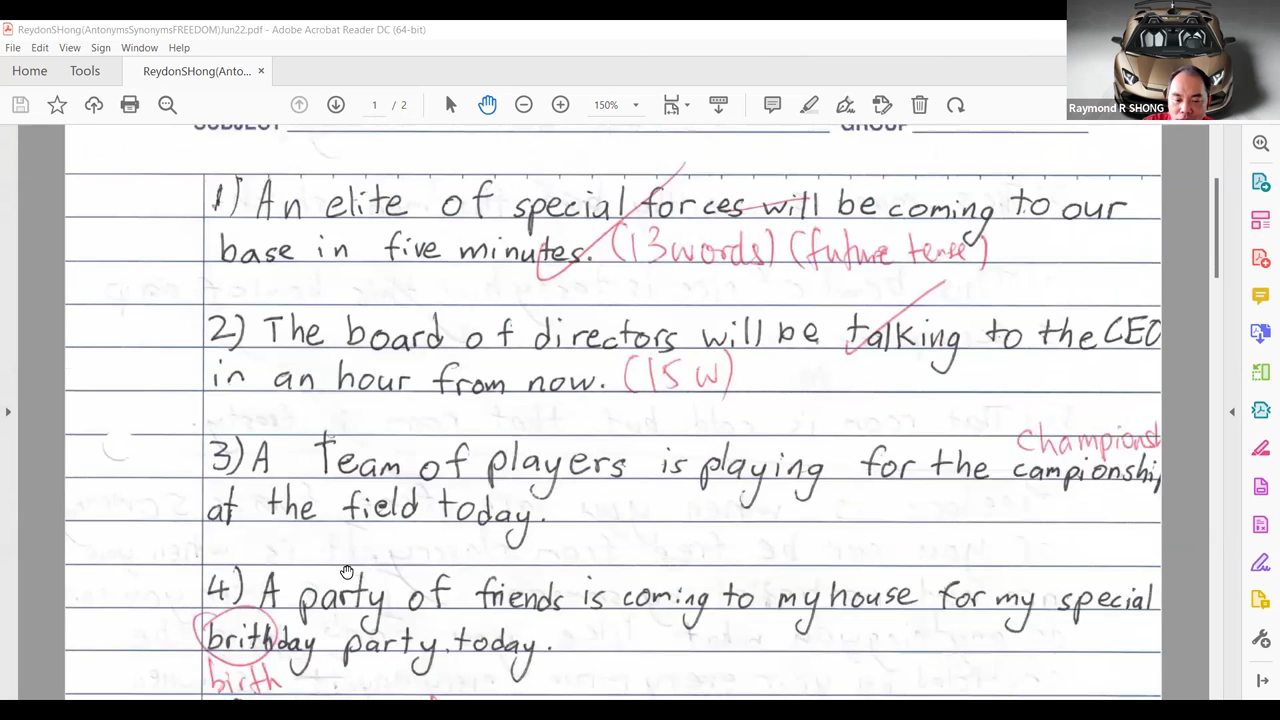 ReydonSHong(AntonymsSynonymsFREEDOM)Jun22.pdf - Adobe Acrobat Reader DC (64-bit)
File Edit View Sign Window Help
Home Tools ReydonSHong(Anto... ×
1 / 2 150%
Raymond R SHONG
SUBJECT GROUP
1) An elite of special forces will be coming to our
base in five minutes. (13 words) (future tense)
2) The board of directors will be talking to the CEO
in an hour from now. (15 w)
champions
3) A Team of players is playing for the campionship
at the field today.
4) A party of friends is coming to my house for my special
brithday party today.
birth